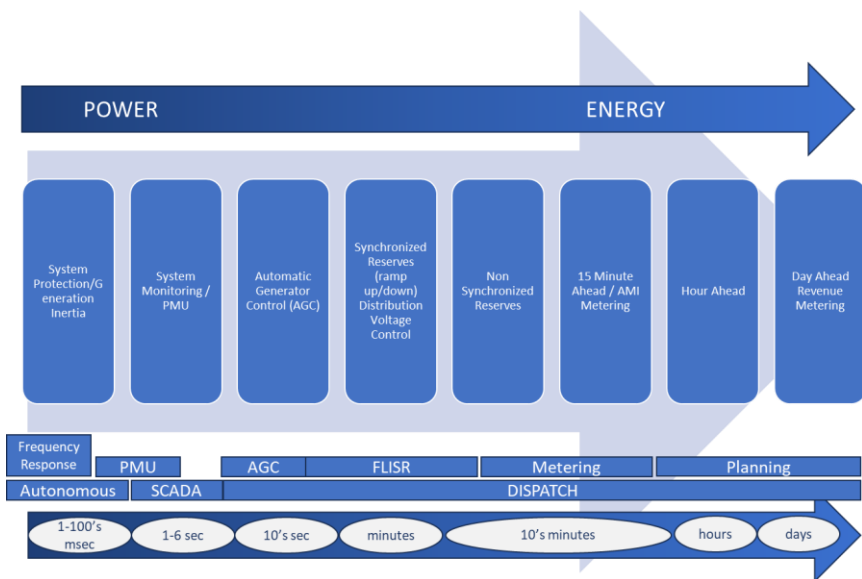 POWER
ENERGY
System
Protection/G
eneration
Inertia
System
Monitoring /
PMU
Automatic
Generator
Control (AGC)
Synchronized
Reserves
(ramp
up/down)
Distribution
Voltage
Control
Non
Synchronized
Reserves
15 Minute
Ahead / AMI
Metering
Hour Ahead
Day Ahead
Revenue
Metering
Frequency
Response
PMU
AGC
FLISR
Metering
Planning
Autonomous
SCADA
DISPATCH
1-100's
msec
1-6 sec
10's sec
minutes
10's minutes
hours
days